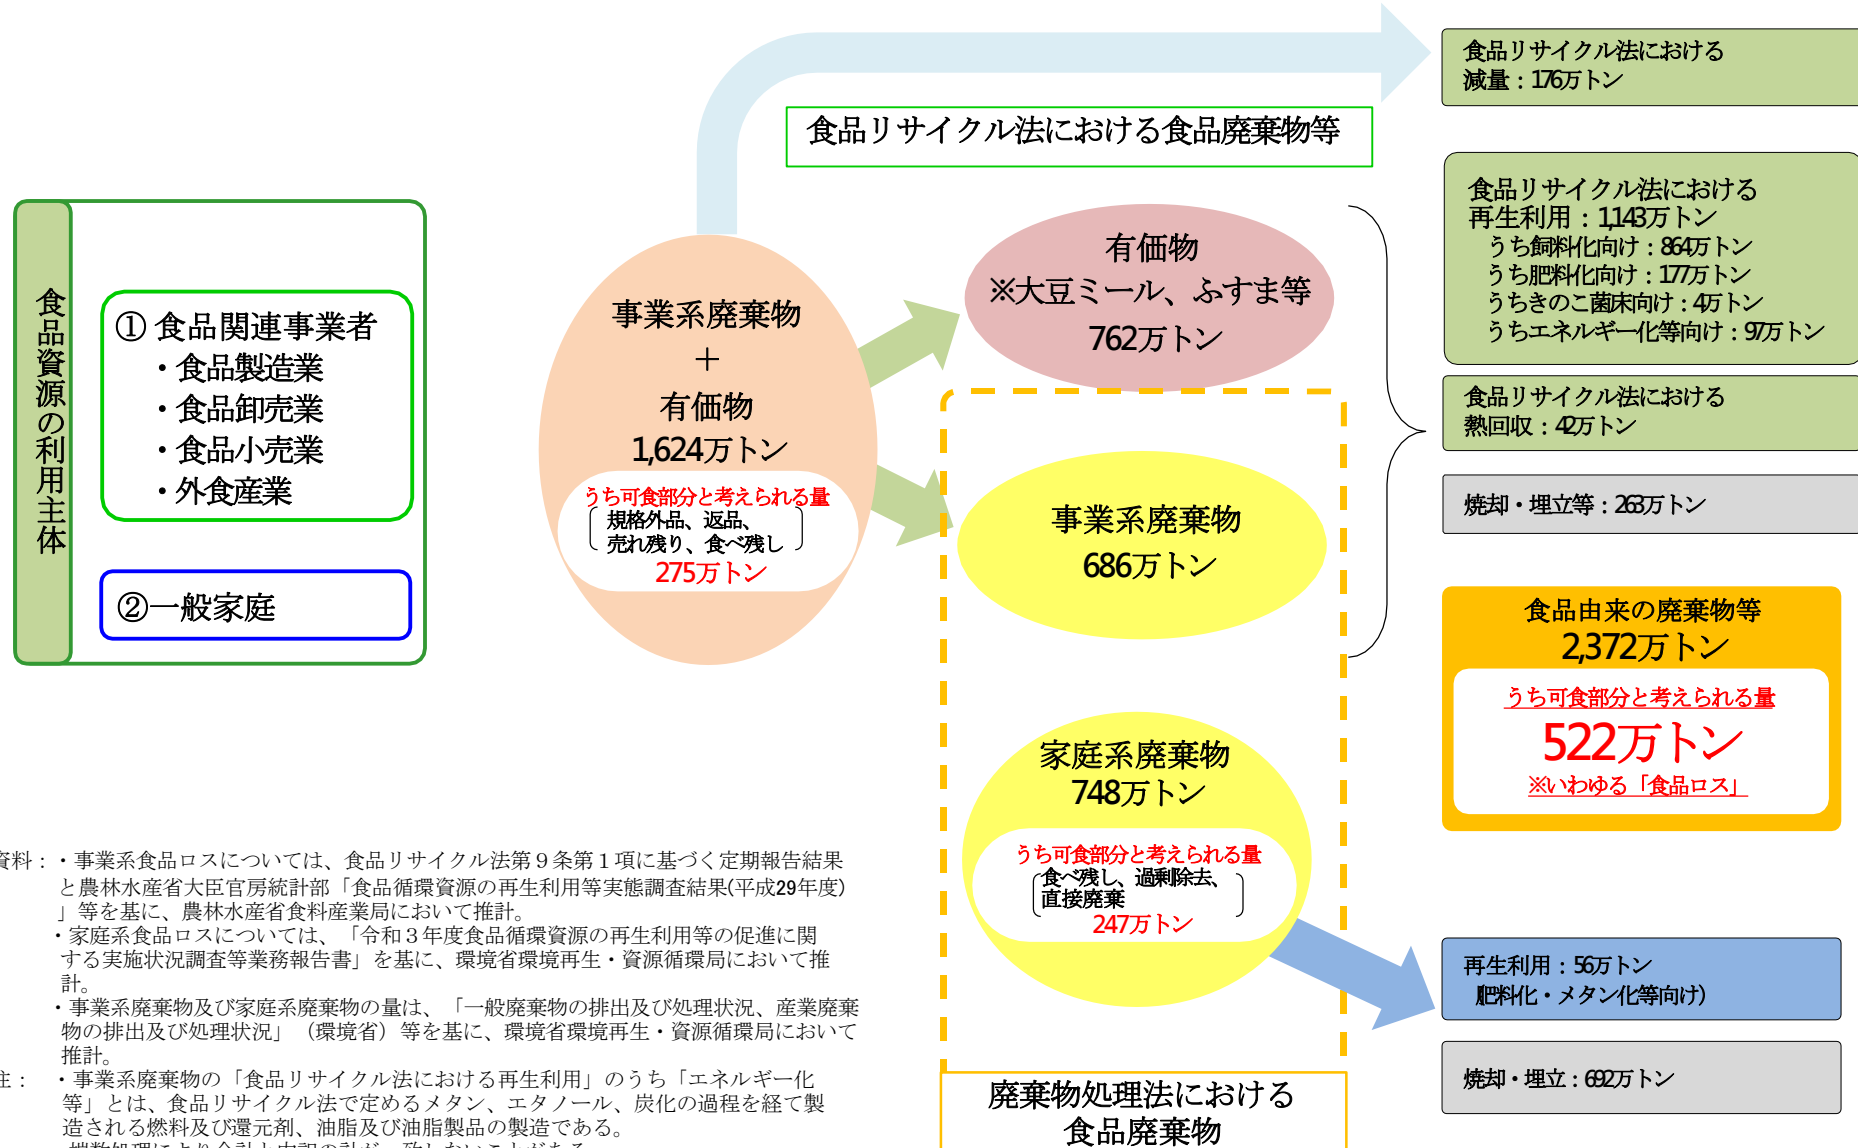 食品リサイクル法における
減量：176万トン
食品リサイクル法における食品廃棄物等
食品リサイクル法における
再生利用：1,143万トン
うち飼料化向け：864万トン
うち肥料化向け：177万トン
うちきのこ菌床向け：4万トン
うちエネルギー化等向け：97万トン
食品リサイクル法における
熱回収：42万トン
焼却・埋立等：263万トン
食品資源の利用主体
① 食品関連事業者
・食品製造業
・食品卸売業
・食品小売業
・外食産業
②一般家庭
事業系廃棄物
＋
有価物
1,624万トン
うち可食部分と考えられる量
規格外品、返品、
売れ残り、食べ残し
275万トン
有価物
※大豆ミール、ふすま等
762万トン
事業系廃棄物
686万トン
家庭系廃棄物
748万トン
うち可食部分と考えられる量
食べ残し、過剰除去、
直接廃棄
247万トン
食品由来の廃棄物等
2,372万トン
うち可食部分と考えられる量
522万トン
※いわゆる「食品ロス」
再生利用：56万トン
肥料化・メタン化等向け）
焼却・埋立：692万トン
廃棄物処理法における
食品廃棄物
資料：・事業系食品ロスについては、食品リサイクル法第９条第１項に基づく定期報告結果
と農林水産省大臣官房統計部「食品循環資源の再生利用等実態調査結果(平成29年度)
」等を基に、農林水産省食料産業局において推計。
・家庭系食品ロスについては、「令和３年度食品循環資源の再生利用等の促進に関
する実施状況調査等業務報告書」を基に、環境省環境再生・資源循環局において推
計。
・事業系廃棄物及び家庭系廃棄物の量は、「一般廃棄物の排出及び処理状況、産業廃棄
物の排出及び処理状況」（環境省）等を基に、環境省環境再生・資源循環局において
推計。
注：　・事業系廃棄物の「食品リサイクル法における再生利用」のうち「エネルギー化
等」とは、食品リサイクル法で定めるメタン、エタノール、炭化の過程を経て製
造される燃料及び還元剤、油脂及び油脂製品の製造である。